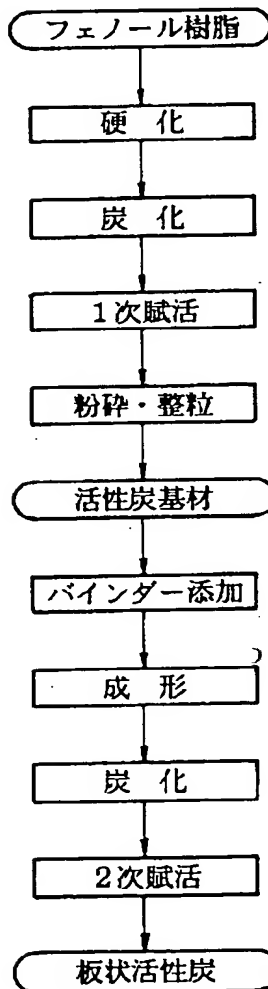 フェノール樹脂
硬化
炭化
1次賦活
粉砕・整粒
活性炭基材
バインダー添加
成形
炭化
2次賦活
板状活性炭